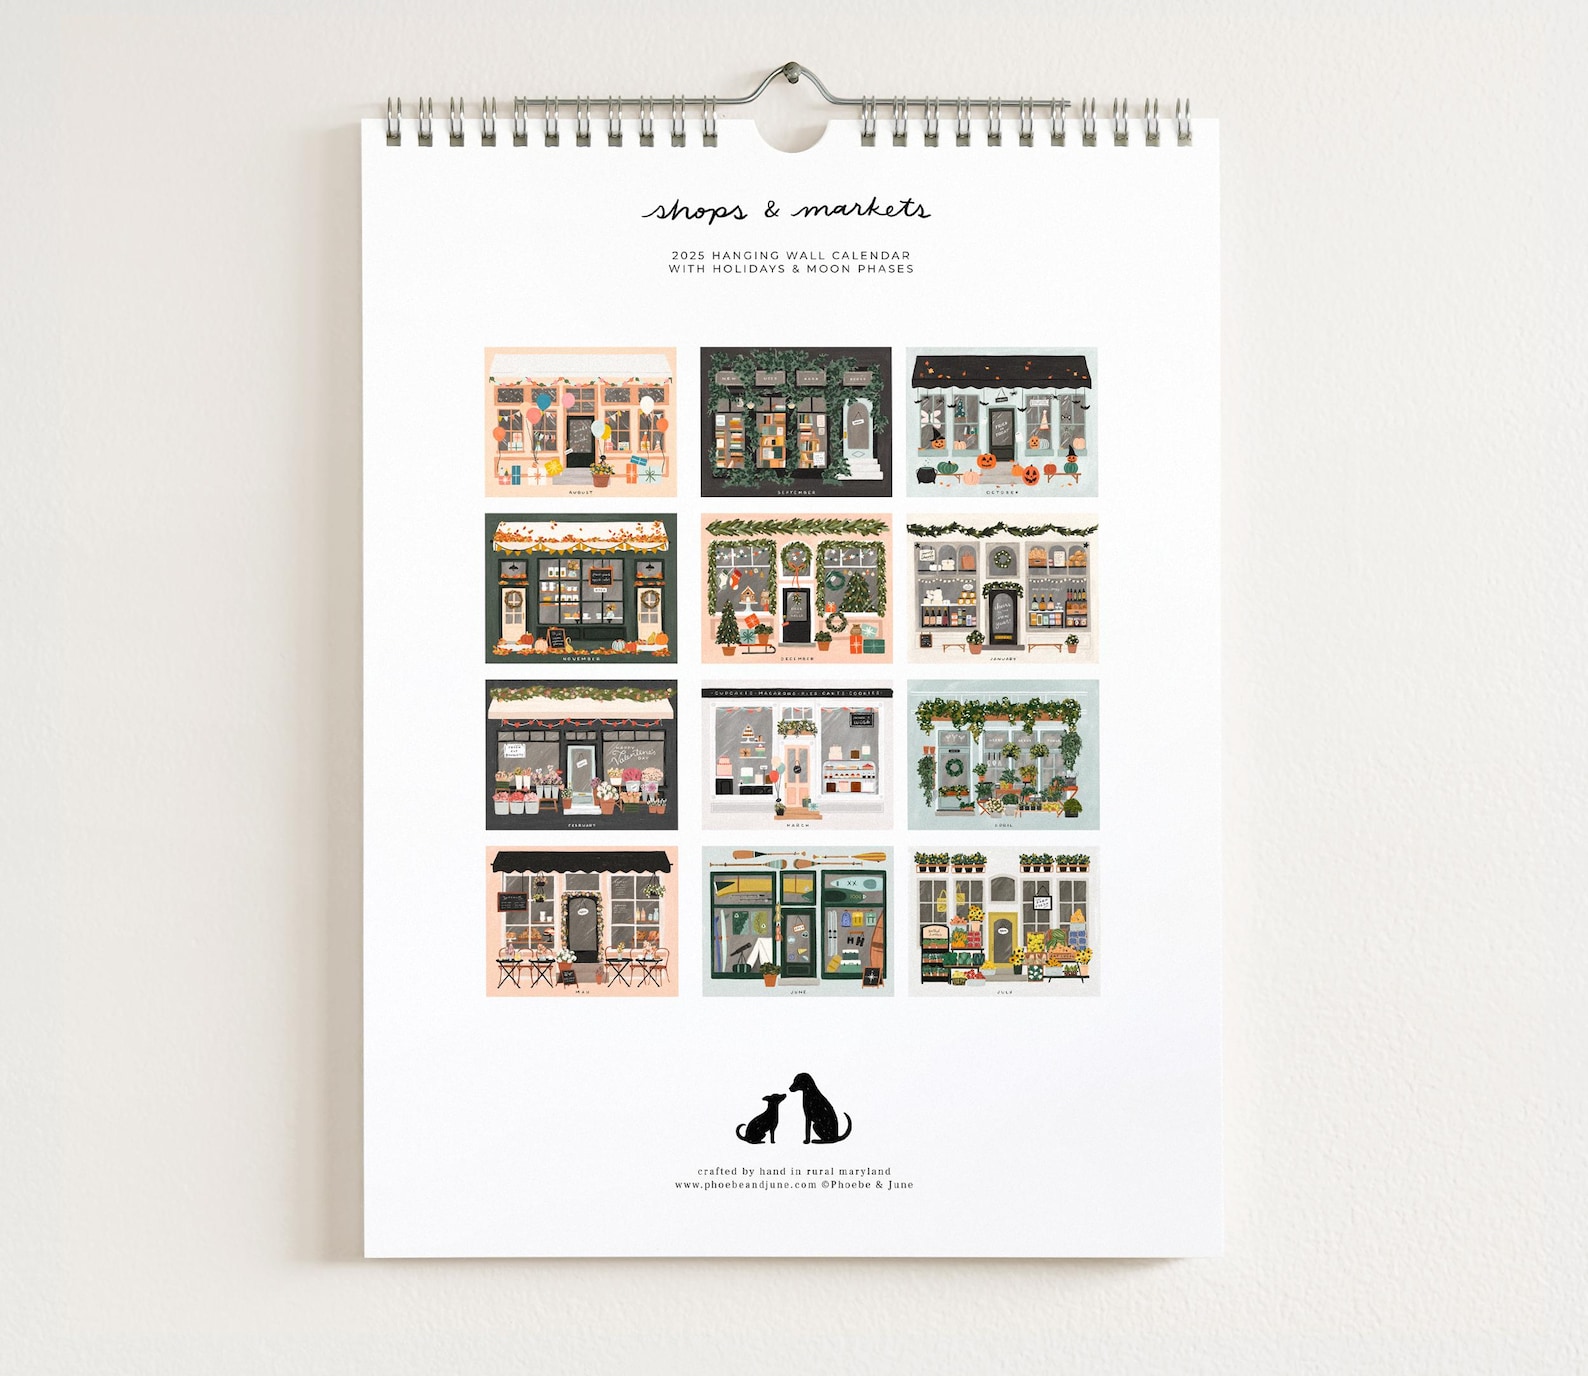 shops & markets
2025 HANGING WALL CALENDAR
WITH HOLIDAYS & MOON PHASES
AUGUST
SEPTEMBER
OCTOBER
NOVEMBER
DECEMBER
JANUARY
HAPPY
Valentine's
DAY
FEBRUARY
CUPCAKES · MACARONS · PIES
COOKIES
MARCH
APRIL
MAY
JUNE
JULY
crafted by hand in rural maryland
www.phoebeandjune.com ©Phoebe & June